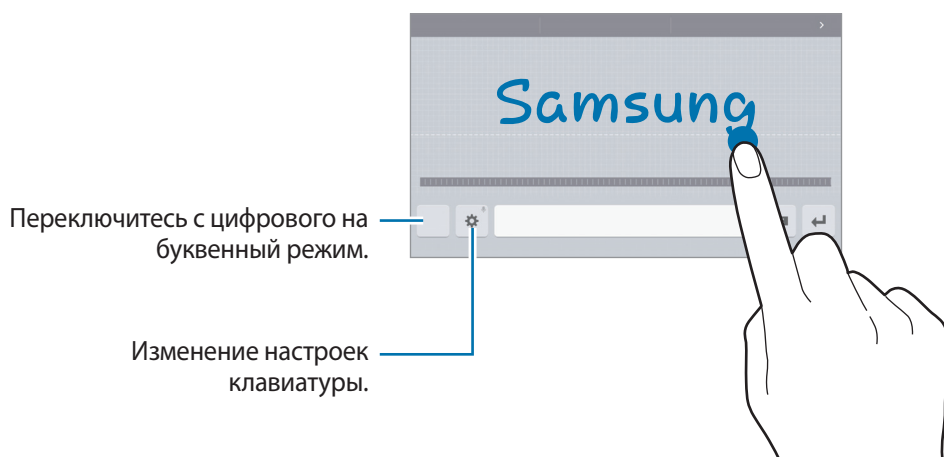 Samsung
Переключитесь с цифрового на
буквенный режим.
Изменение настроек
клавиатуры.